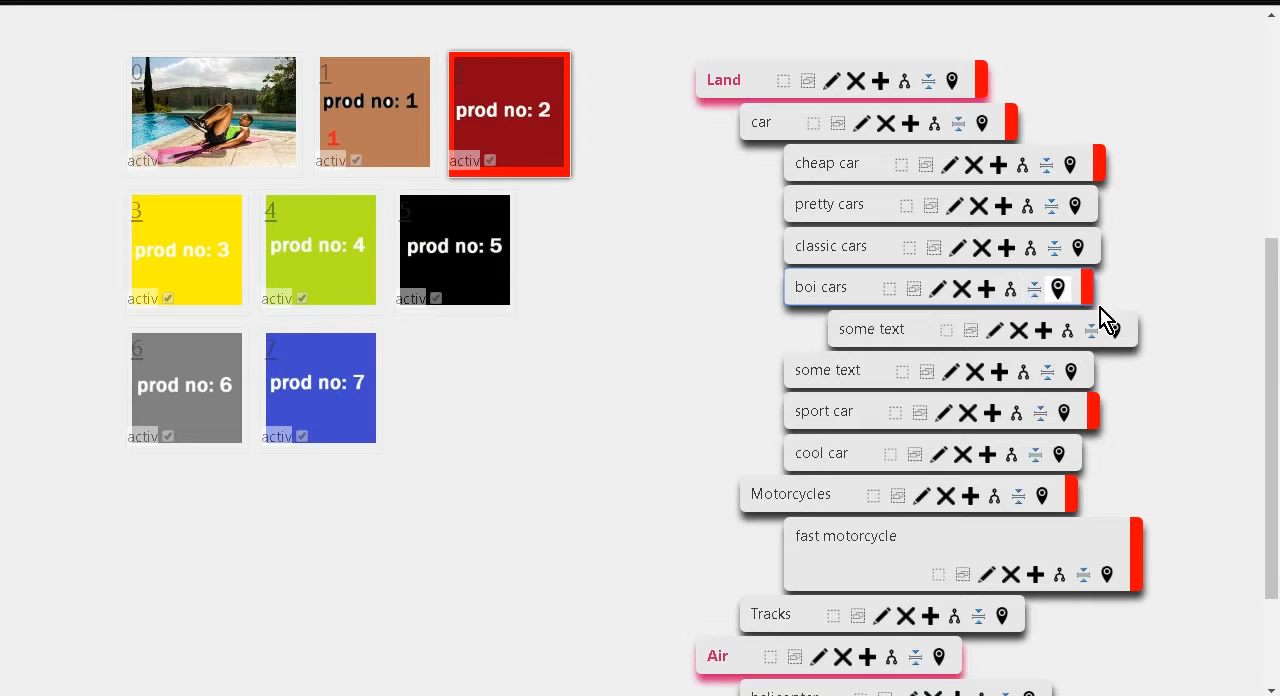 0
1
prod no: 1
1
activ
activ
prod no: 2
activ
3
prod no: 3
activ
4
prod no: 4
activ
5
prod no: 5
activ
6
prod no: 6
activ
7
prod no: 7
activ
Land
car
cheap car
pretty cars
classic cars
boi cars
some text
some text
sport car
cool car
Motorcycles
fast motorcycle
Tracks
Air
helicopter